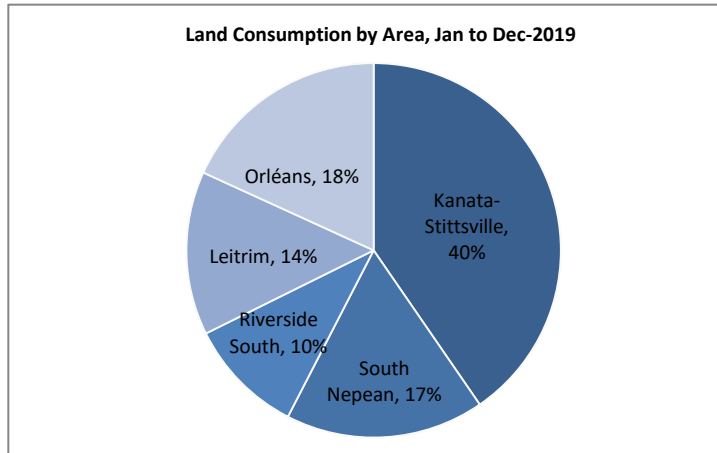 Land Consumption by Area, Jan to Dec-2019
Orléans, 18%
Kanata-
Stittsville,
40%
Leitrim, 14%
Riverside
South, 10%
South
Nepean, 17%